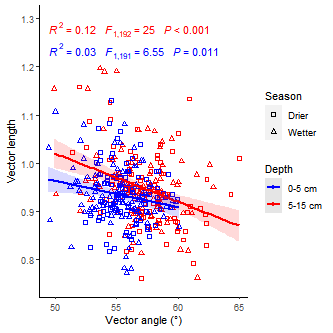 R² = 0.12 F₁,₁₉₂ = 25 P < 0.001
R² = 0.03 F₁,₁₉₁ = 6.55 P = 0.011
1.3
1.2
1.1
1.0
0.9
0.8
Vector length
50
55
60
65
Vector angle (°)
Season
Drier
Wetter
Depth
0-5 cm
5-15 cm